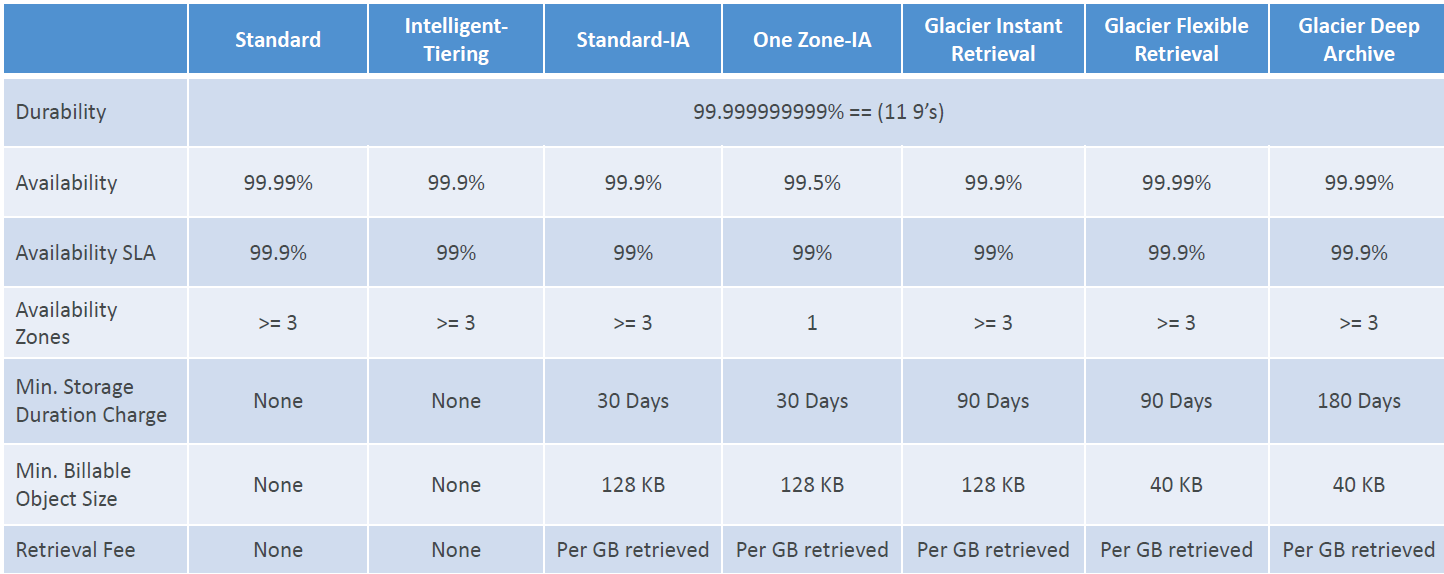 Standard Intelligent-Tiering Standard-IA One Zone-IA Glacier Instant Retrieval Glacier Flexible Retrieval Glacier Deep Archive
Durability 99.999999999% == (11 9’s)
Availability 99.99% 99.9% 99.9% 99.5% 99.9% 99.99% 99.99%
Availability SLA 99.9% 99% 99% 99% 99% 99.9% 99.9%
Availability Zones >= 3 >= 3 >= 3 1 >= 3 >= 3 >= 3
Min. Storage Duration Charge None None 30 Days 30 Days 90 Days 90 Days 180 Days
Min. Billable Object Size None None 128 KB 128 KB 128 KB 40 KB 40 KB
Retrieval Fee None None Per GB retrieved Per GB retrieved Per GB retrieved Per GB retrieved Per GB retrieved